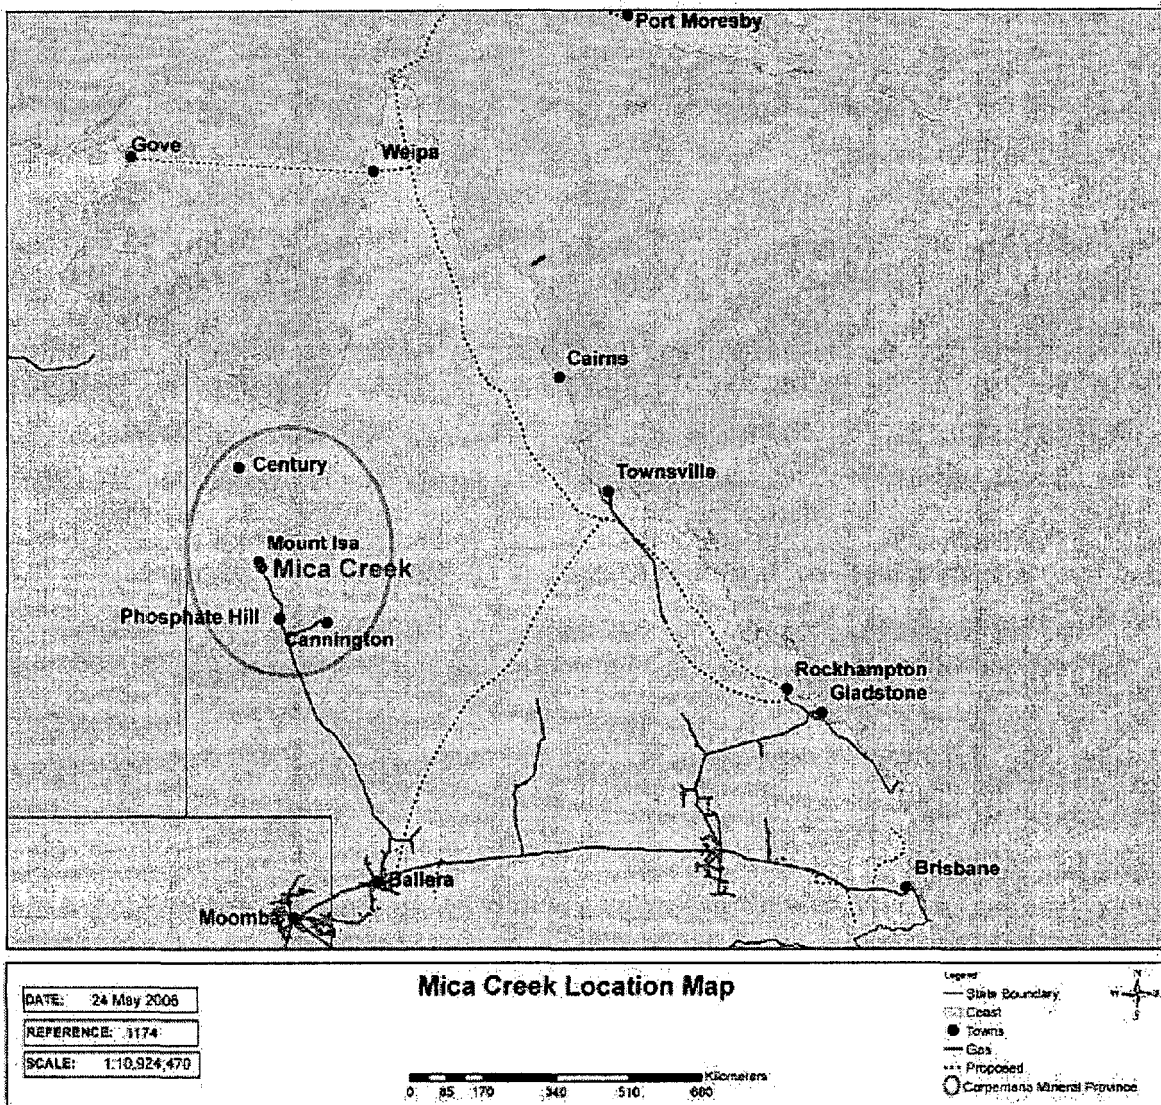 Port Moresby
Gove
Weipa
Cairns
Century
Townsville
Mount Isa
Mica Creek
Phosphate Hill
Cannington
Rockhampton
Gladstone
Ballera
Brisbane
Moomba
Mica Creek Location Map
DATE: 24 May 2006
REFERENCE: 1174
SCALE: 1:10,924,470
Kilometers
0 85 170 340 510 680
Legend
State Boundary
Coast
Towns
Gas
Proposed
Carpentaria Mineral Province
N
W
E
S